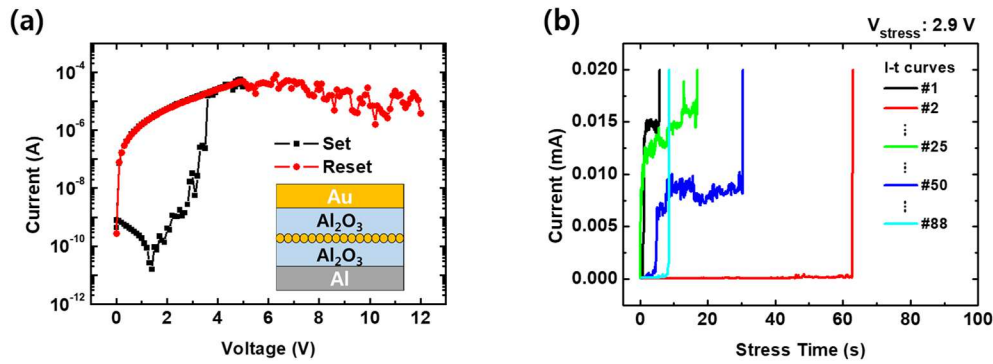 (a)
Current (A)
10⁻⁴
10⁻⁶
10⁻⁸
10⁻¹⁰
10⁻¹²
Set
Reset
Au
Al₂O₃
Al₂O₃
Al
0 2 4 6 8 10 12
Voltage (V)
(b)
V_stress: 2.9 V
Current (mA)
0.020
0.015
0.010
0.005
0.000
I-t curves
#1
#2
⋮
#25
⋮
#50
⋮
#88
0 20 40 60 80 100
Stress Time (s)